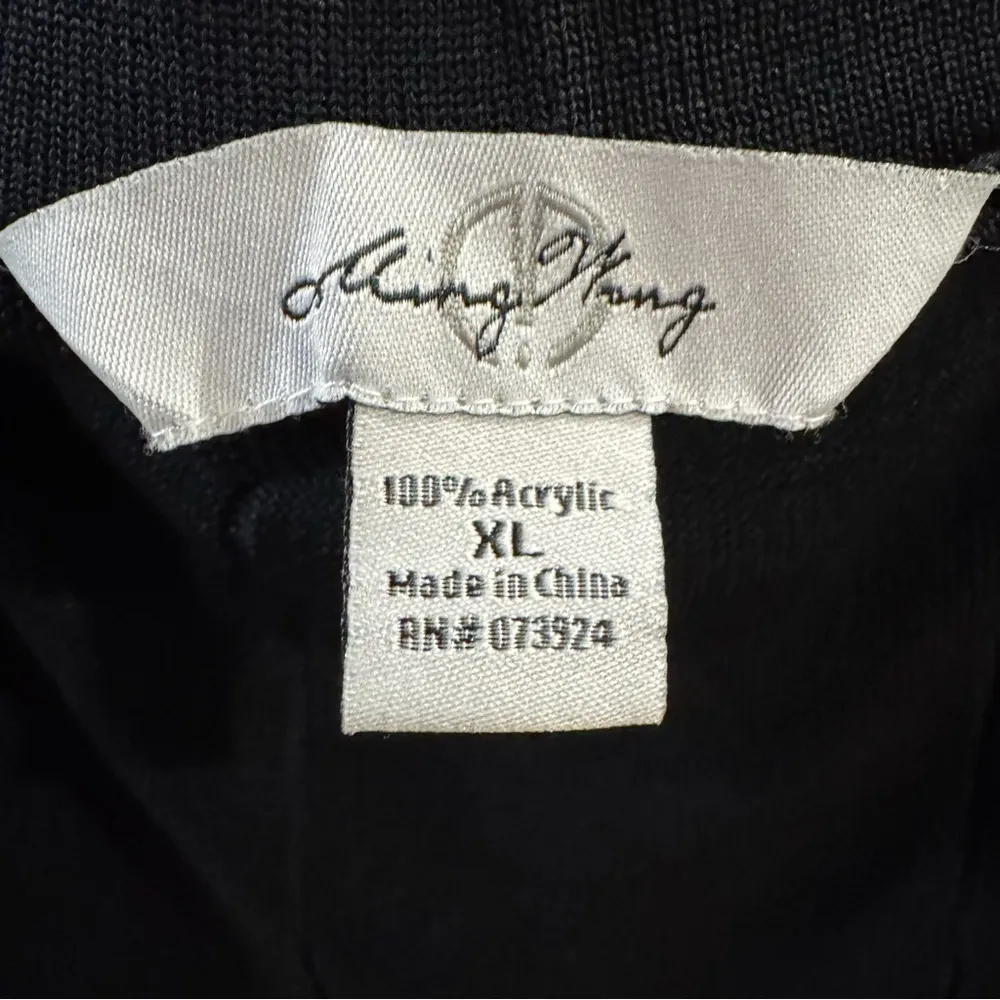 Ming Wang
100% Acrylic
XL
Made in China
RN# 073924